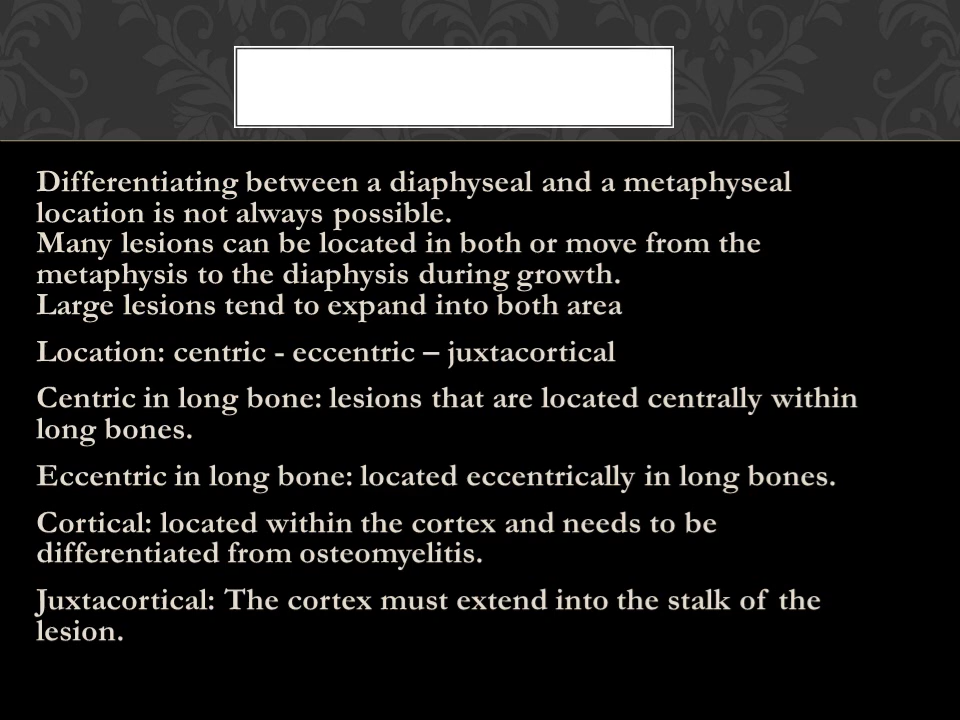 Differentiating between a diaphyseal and a metaphyseal
location is not always possible.
Many lesions can be located in both or move from the
metaphysis to the diaphysis during growth.
Large lesions tend to expand into both area
Location: centric - eccentric – juxtacortical
Centric in long bone: lesions that are located centrally within
long bones.
Eccentric in long bone: located eccentrically in long bones.
Cortical: located within the cortex and needs to be
differentiated from osteomyelitis.
Juxtacortical: The cortex must extend into the stalk of the
lesion.